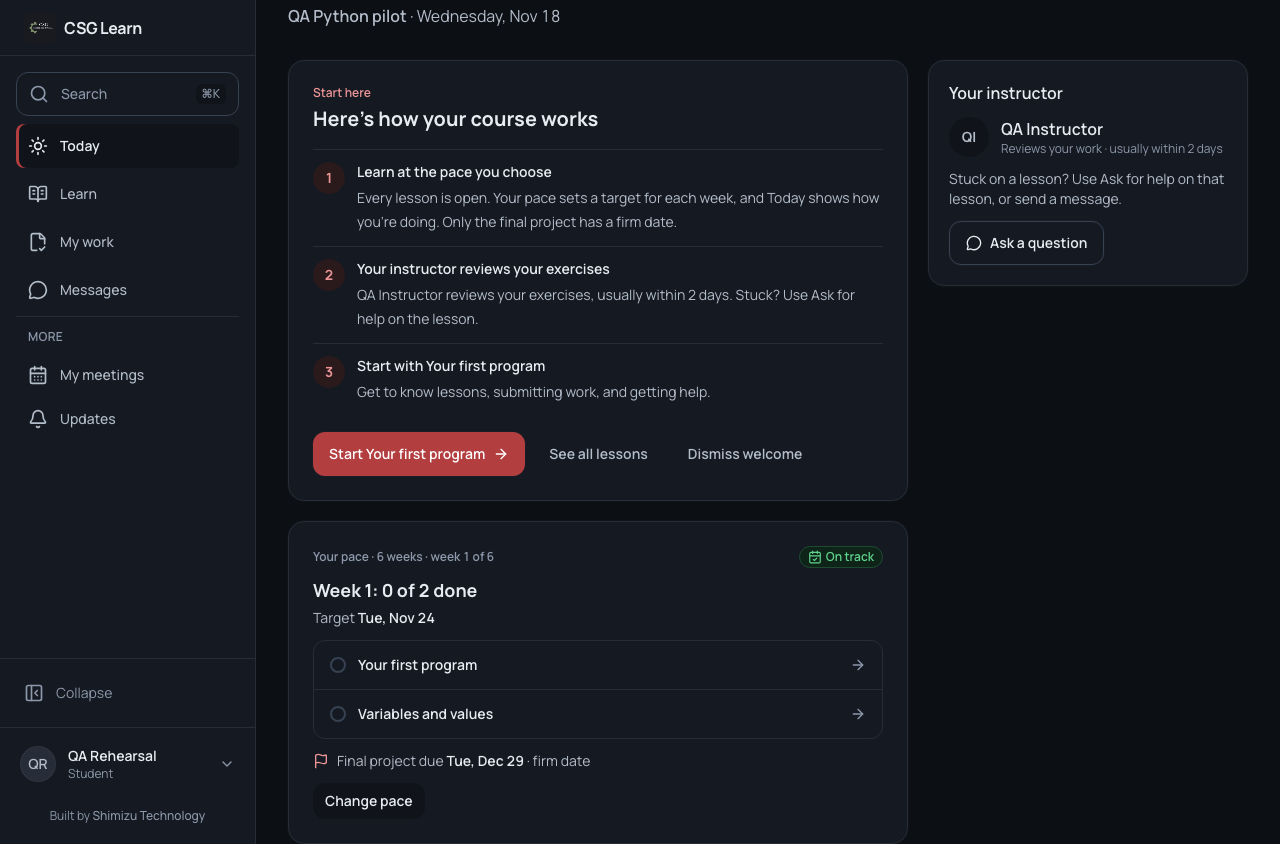 CSG Learn
Search
⌘K
Today
Learn
My work
Messages
MORE
My meetings
Updates
Collapse
QR
QA Rehearsal
Student
Built by Shimizu Technology
QA Python pilot · Wednesday, Nov 18
Start here
Here's how your course works
1
Learn at the pace you choose
Every lesson is open. Your pace sets a target for each week, and Today shows how
you're doing. Only the final project has a firm date.
2
Your instructor reviews your exercises
QA Instructor reviews your exercises, usually within 2 days. Stuck? Use Ask for
help on the lesson.
3
Start with Your first program
Get to know lessons, submitting work, and getting help.
Start Your first program
See all lessons
Dismiss welcome
Your pace · 6 weeks · week 1 of 6
On track
Week 1: 0 of 2 done
Target Tue, Nov 24
Your first program
Variables and values
Final project due Tue, Dec 29 · firm date
Change pace
Your instructor
QI
QA Instructor
Reviews your work · usually within 2 days
Stuck on a lesson? Use Ask for help on that
lesson, or send a message.
Ask a question